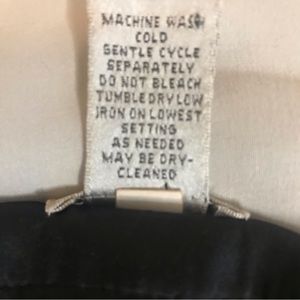 MACHINE WASH
COLD
GENTLE CYCLE
SEPARATELY
DO NOT BLEACH
TUMBLE DRY LOW
IRON ON LOWEST
SETTING
AS NEEDED
MAY BE DRY-
CLEANED